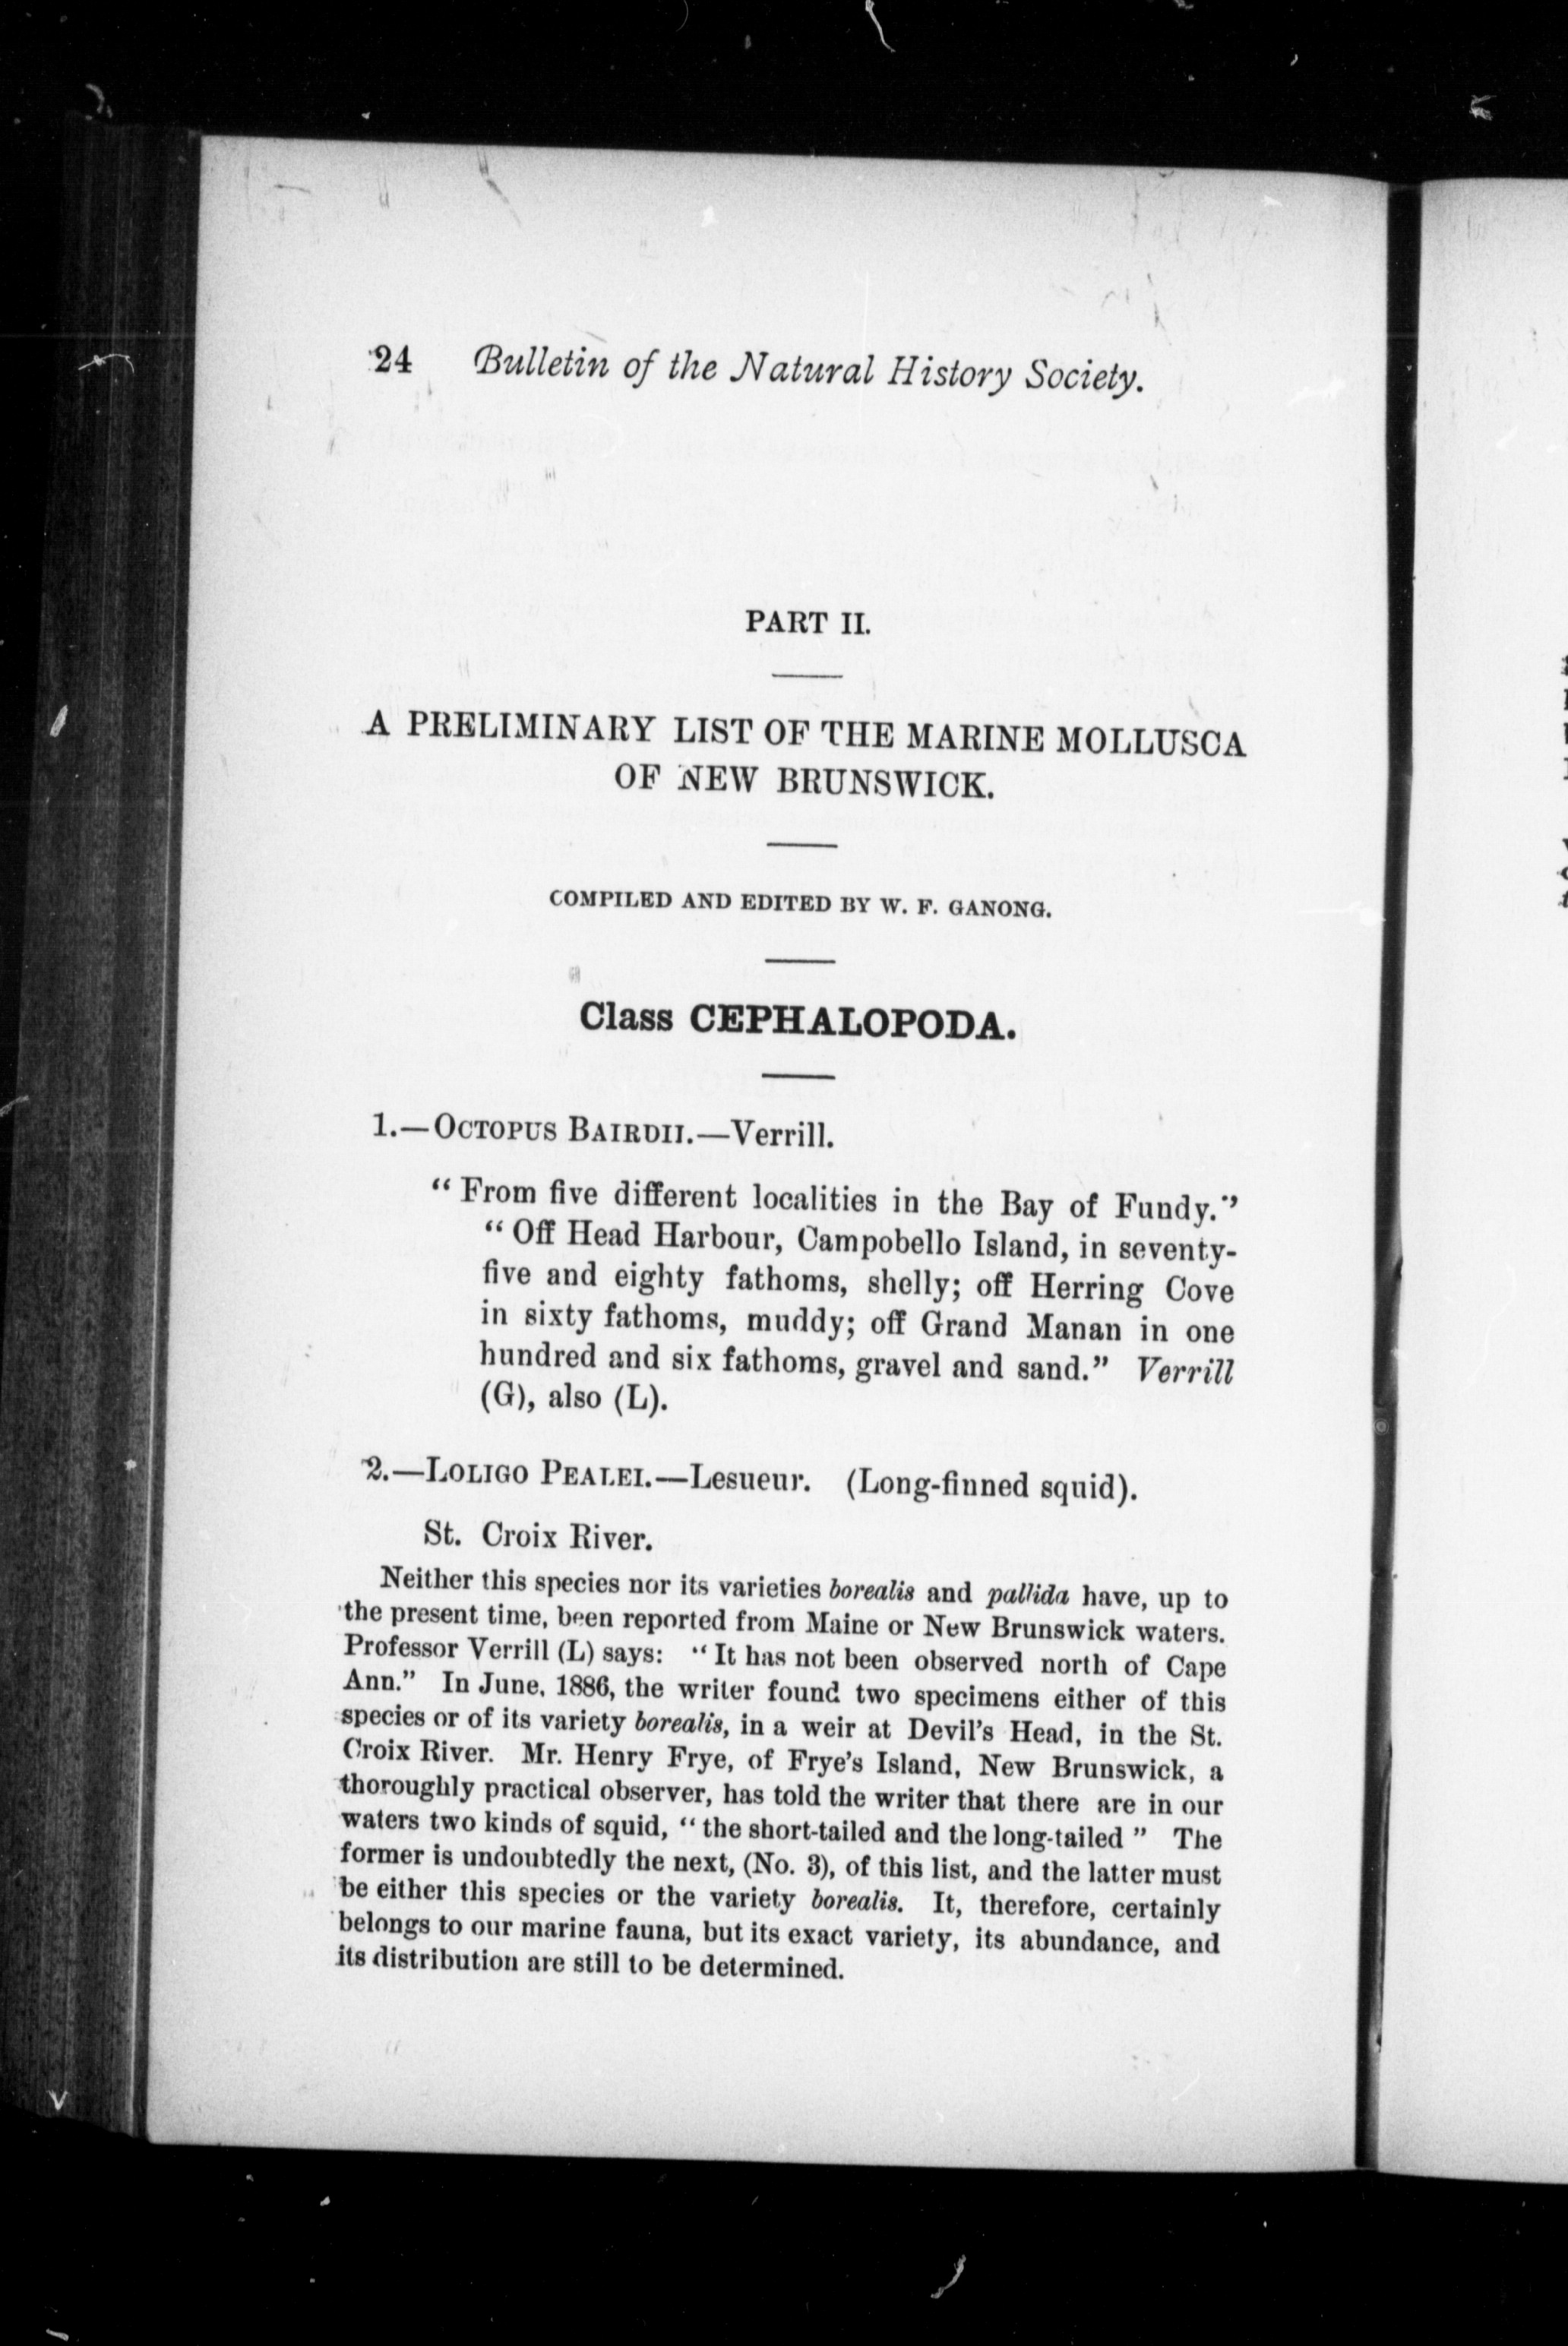 24 Bulletin of the Natural History Society.
PART II.
A PRELIMINARY LIST OF THE MARINE MOLLUSCA
OF NEW BRUNSWICK.
COMPILED AND EDITED BY W. F. GANONG.
Class CEPHALOPODA.
1.—OCTOPUS BAIRDII.—Verrill.
“From five different localities in the Bay of Fundy.”
“Off Head Harbour, Campobello Island, in seventy-
five and eighty fathoms, shelly; off Herring Cove
in sixty fathoms, muddy; off Grand Manan in one
hundred and six fathoms, gravel and sand.” Verrill
(G), also (L).
2.—LOLIGO PEALEI.—Lesueur. (Long-finned squid).
St. Croix River.
Neither this species nor its varieties borealis and pallida have, up to
the present time, been reported from Maine or New Brunswick waters.
Professor Verrill (L) says: “It has not been observed north of Cape
Ann.” In June, 1886, the writer found two specimens either of this
species or of its variety borealis, in a weir at Devil's Head, in the St.
Croix River. Mr. Henry Frye, of Frye's Island, New Brunswick, a
thoroughly practical observer, has told the writer that there are in our
waters two kinds of squid, “the short-tailed and the long-tailed” The
former is undoubtedly the next, (No. 3), of this list, and the latter must
be either this species or the variety borealis. It, therefore, certainly
belongs to our marine fauna, but its exact variety, its abundance, and
its distribution are still to be determined.